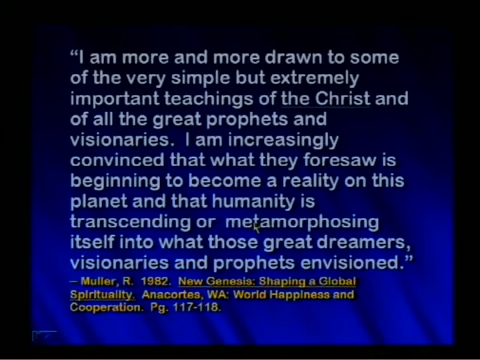 “I am more and more drawn to some
of the very simple but extremely
important teachings of the Christ and
of all the great prophets and
visionaries. I am increasingly
convinced that what they foresaw is
beginning to become a reality on this
planet and that humanity is
transcending or metamorphosing
itself into what those great dreamers,
visionaries and prophets envisioned.”
– Muller, R. 1982. New Genesis: Shaping a Global
Spirituality. Anacortes, WA: World Happiness and
Cooperation. Pg. 117-118.